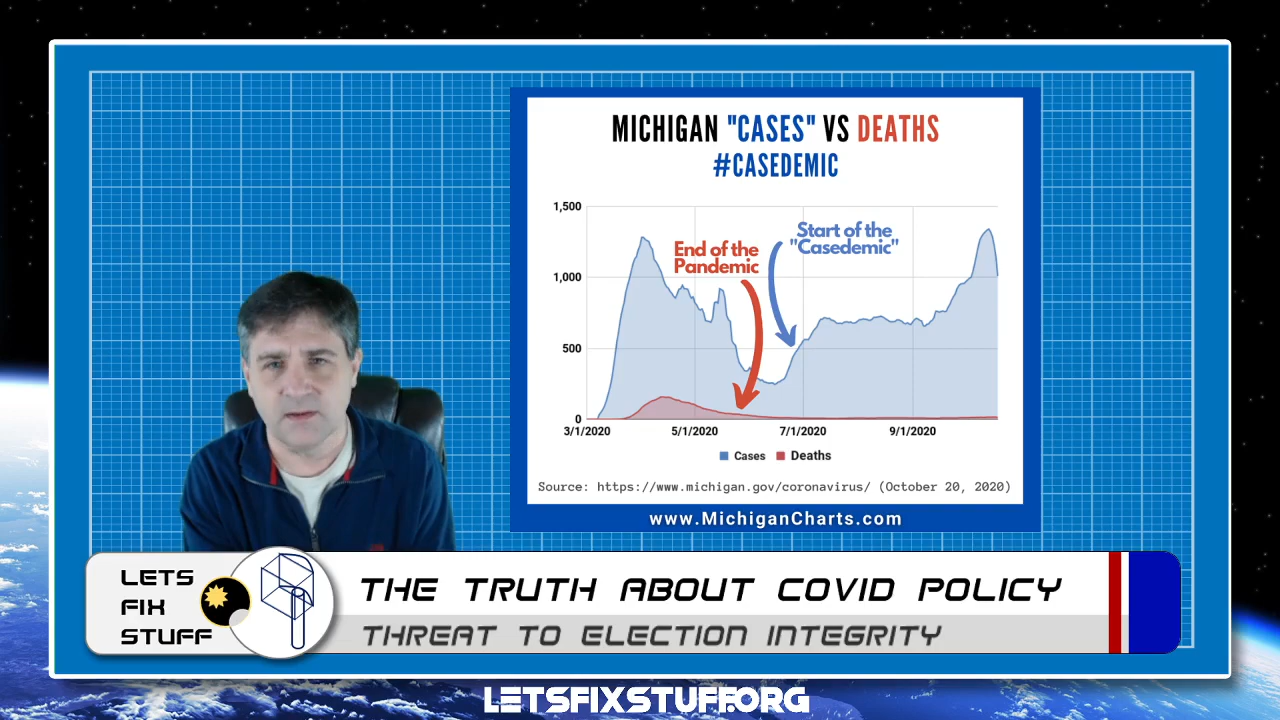 MICHIGAN "CASES" VS DEATHS
#CASEDEMIC
1,500
1,000
500
0
End of the
Pandemic
Start of the
"Casedemic"
3/1/2020 5/1/2020 7/1/2020 9/1/2020
Cases Deaths
Source: https://www.michigan.gov/coronavirus/ (October 20, 2020)
www.MichiganCharts.com
LETS
FIX
STUFF
THE TRUTH ABOUT COVID POLICY
THREAT TO ELECTION INTEGRITY
LETSFIXSTUFF.ORG